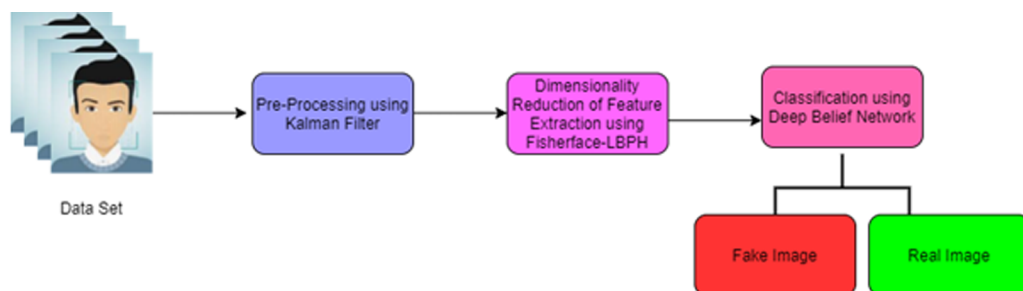 Data Set
Pre-Processing using
Kalman Filter
Dimensionality
Reduction of Feature
Extraction using
Fisherface-LBPH
Classification using
Deep Belief Network
Fake Image
Real Image